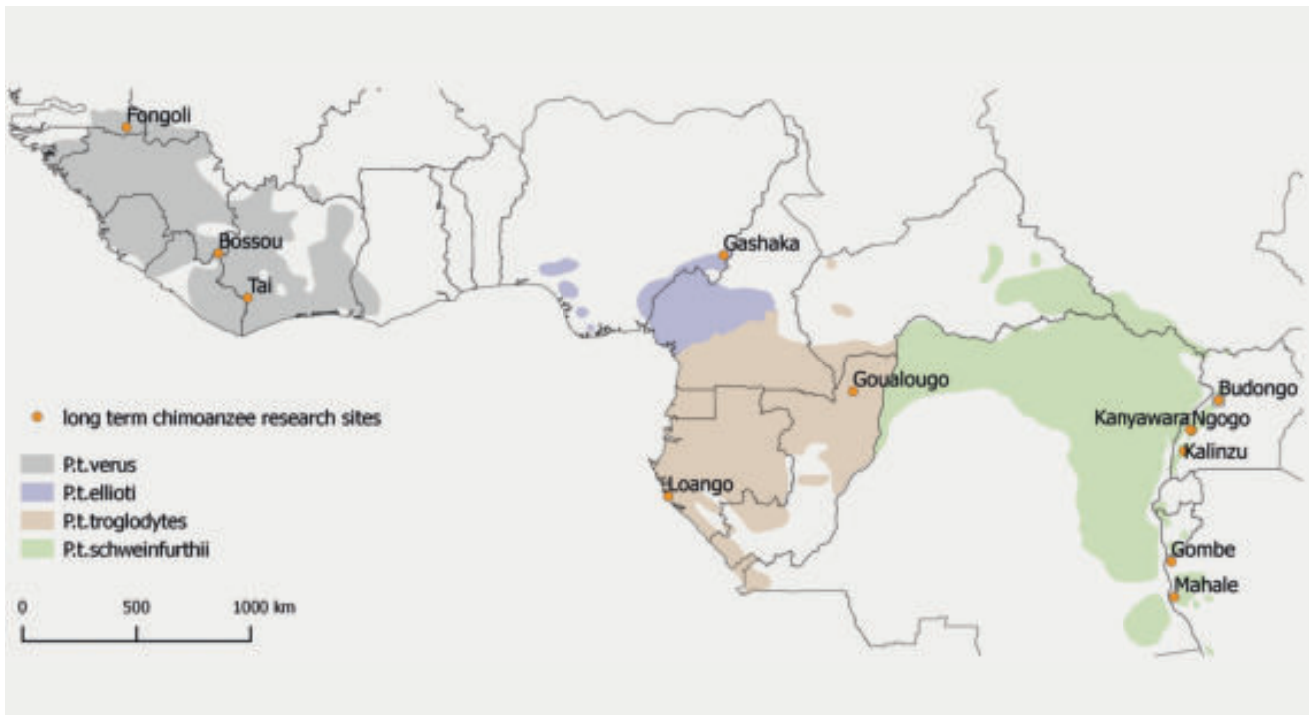 Fongoli
Bossou
Gashaka
Tai
Goualougo
Budongo
Kanyawara Ngogo
long term chimoanzee research sites
Kalinzu
P.t.verus
Loango
P.t.ellioti
P.t.troglodytes
P.t.schweinfurthii
Gombe
Mahale
0 500 1000 km